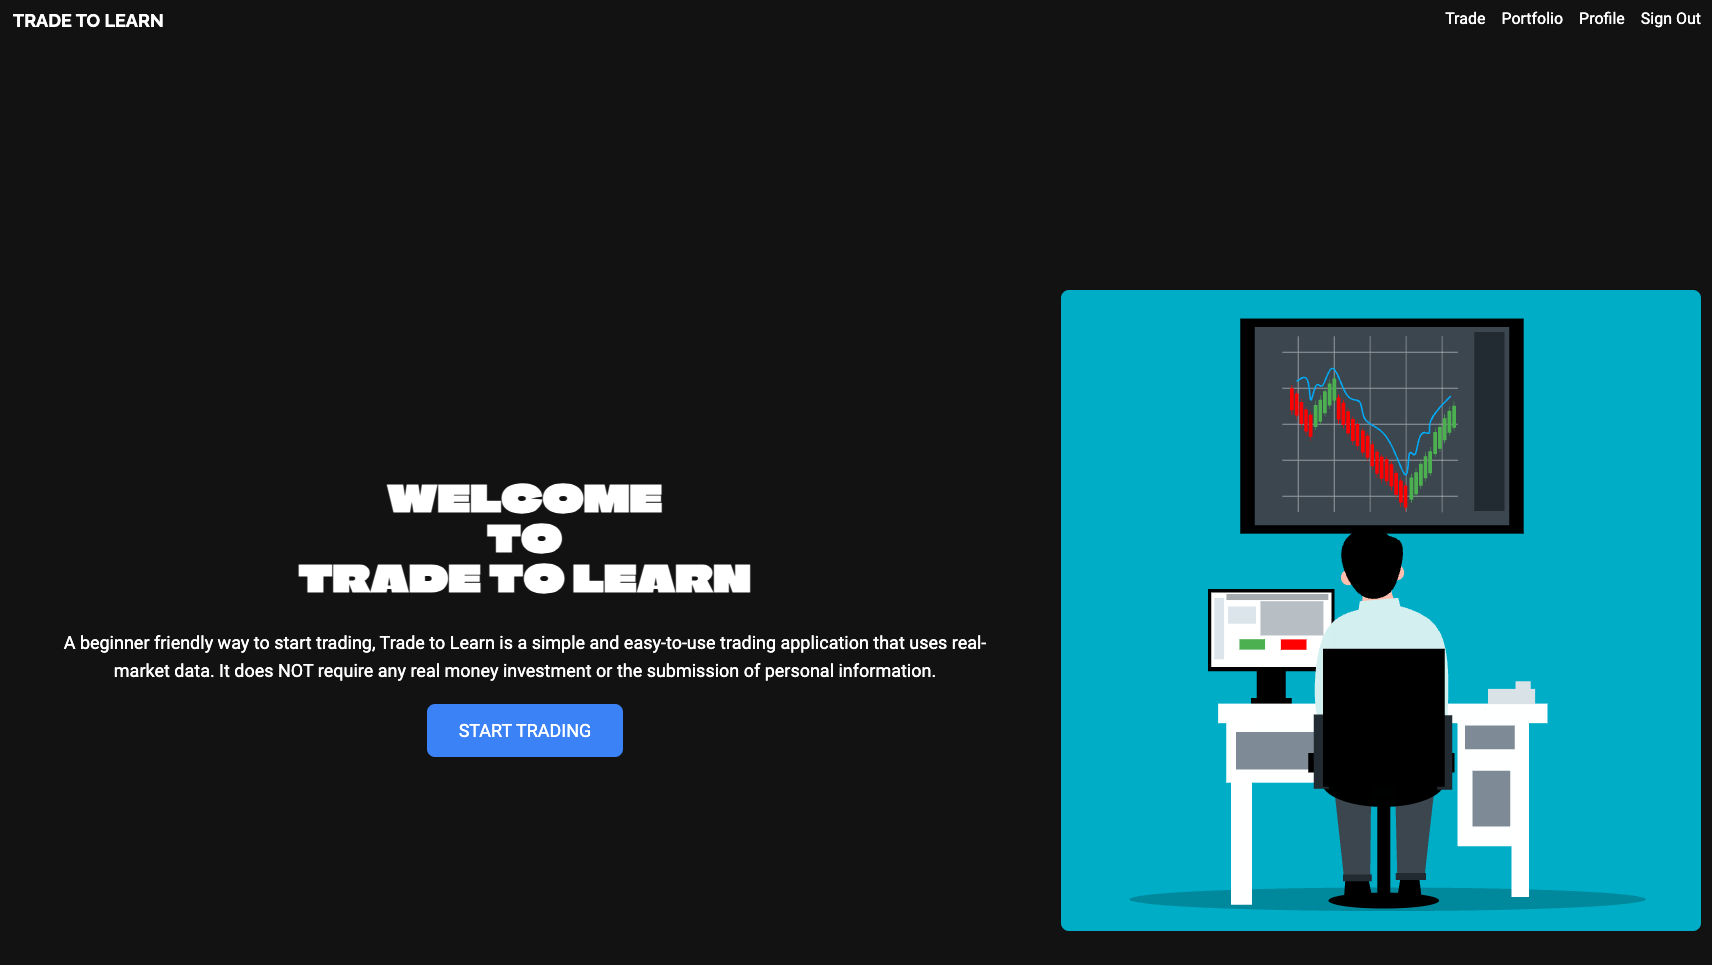 TRADE TO LEARN
Trade Portfolio Profile Sign Out
WELCOME
TO
TRADE TO LEARN
A beginner friendly way to start trading, Trade to Learn is a simple and easy-to-use trading application that uses real-
market data. It does NOT require any real money investment or the submission of personal information.
START TRADING